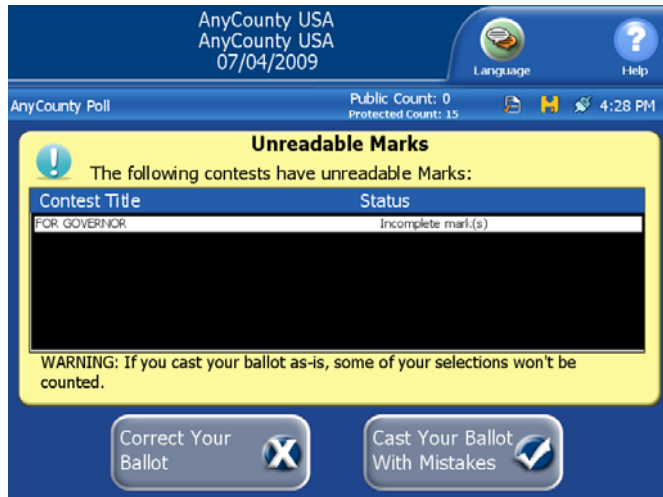 AnyCounty USA
AnyCounty USA
07/04/2009
Language
Help
AnyCounty Poll
Public Count: 0
Protected Count: 15
4:28 PM
Unreadable Marks
The following contests have unreadable Marks:
Contest Title Status
FOR GOVERNOR Incomplete mark(s)
WARNING: If you cast your ballot as-is, some of your selections won't be
counted.
Correct Your
Ballot
Cast Your Ballot
With Mistakes